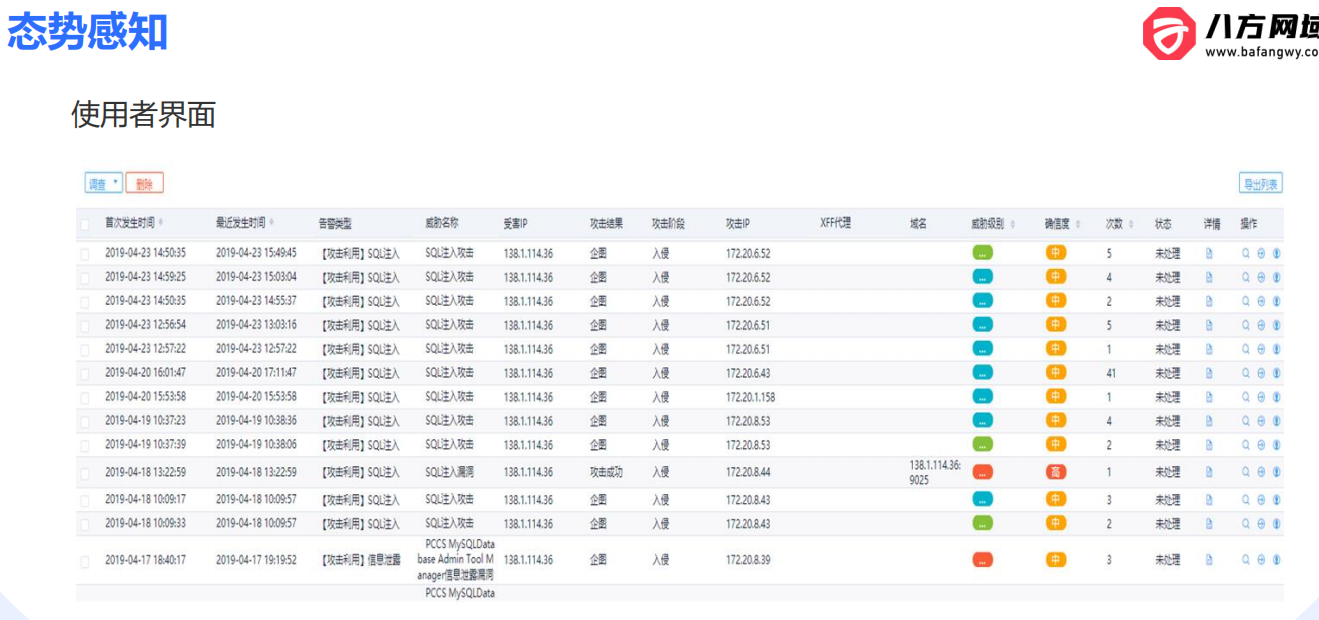 态势感知
八方网域
www.bafangwy.co
使用者界面
调查 删除 导出列表
首次发生时间 最近发生时间 告警类型 威胁名称 受害IP 攻击结果 攻击阶段 攻击IP XFF代理 域名 威胁级别 确信度 次数 状态 详情 操作
2019-04-23 14:50:35 2019-04-23 15:49:45 【攻击利用】SQL注入 SQL注入攻击 138.1.114.36 企图 入侵 172.20.6.52 ... 中 5 未处理
2019-04-23 14:59:25 2019-04-23 15:03:04 【攻击利用】SQL注入 SQL注入攻击 138.1.114.36 企图 入侵 172.20.6.52 ... 中 4 未处理
2019-04-23 14:50:35 2019-04-23 14:55:37 【攻击利用】SQL注入 SQL注入攻击 138.1.114.36 企图 入侵 172.20.6.52 ... 中 2 未处理
2019-04-23 12:56:54 2019-04-23 13:03:16 【攻击利用】SQL注入 SQL注入攻击 138.1.114.36 企图 入侵 172.20.6.51 ... 中 5 未处理
2019-04-23 12:57:22 2019-04-23 12:57:22 【攻击利用】SQL注入 SQL注入攻击 138.1.114.36 企图 入侵 172.20.6.51 ... 中 1 未处理
2019-04-20 16:01:47 2019-04-20 17:11:47 【攻击利用】SQL注入 SQL注入攻击 138.1.114.36 企图 入侵 172.20.6.43 ... 中 41 未处理
2019-04-20 15:53:58 2019-04-20 15:53:58 【攻击利用】SQL注入 SQL注入攻击 138.1.114.36 企图 入侵 172.20.1.158 ... 中 1 未处理
2019-04-19 10:37:23 2019-04-19 10:38:36 【攻击利用】SQL注入 SQL注入攻击 138.1.114.36 企图 入侵 172.20.8.53 ... 中 4 未处理
2019-04-19 10:37:39 2019-04-19 10:38:06 【攻击利用】SQL注入 SQL注入攻击 138.1.114.36 企图 入侵 172.20.8.53 ... 中 2 未处理
2019-04-18 13:22:59 2019-04-18 13:22:59 【攻击利用】SQL注入 SQL注入漏洞 138.1.114.36 攻击成功 入侵 172.20.8.44 138.1.114.36:9025 ... 高 1 未处理
2019-04-18 10:09:17 2019-04-18 10:09:57 【攻击利用】SQL注入 SQL注入攻击 138.1.114.36 企图 入侵 172.20.8.43 ... 中 3 未处理
2019-04-18 10:09:33 2019-04-18 10:09:57 【攻击利用】SQL注入 SQL注入攻击 138.1.114.36 企图 入侵 172.20.8.43 ... 中 2 未处理
2019-04-17 18:40:17 2019-04-17 19:19:52 【攻击利用】信息泄露 PCCS MySQLDatabase Admin Tool Manager信息泄露漏洞 138.1.114.36 企图 入侵 172.20.8.39 ... 中 3 未处理
PCCS MySQLData